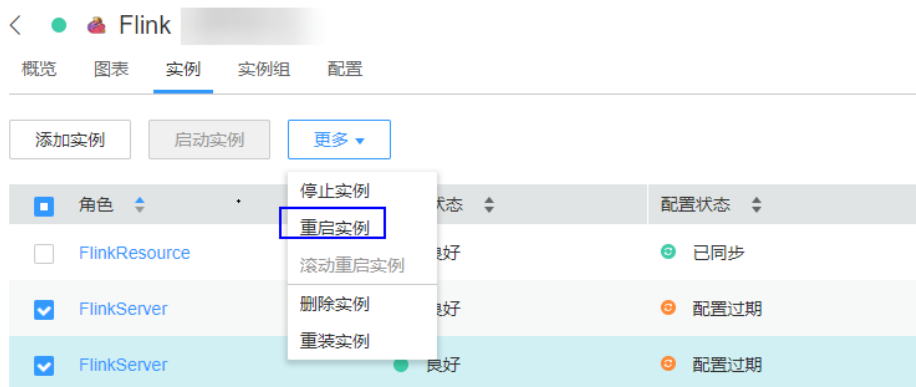 Flink
概览 图表 实例 实例组 配置
添加实例 启动实例 更多
停止实例
角色 状态 配置状态
重启实例
FlinkResource 良好 已同步
滚动重启实例
删除实例
FlinkServer 良好 配置过期
重装实例
FlinkServer 良好 配置过期